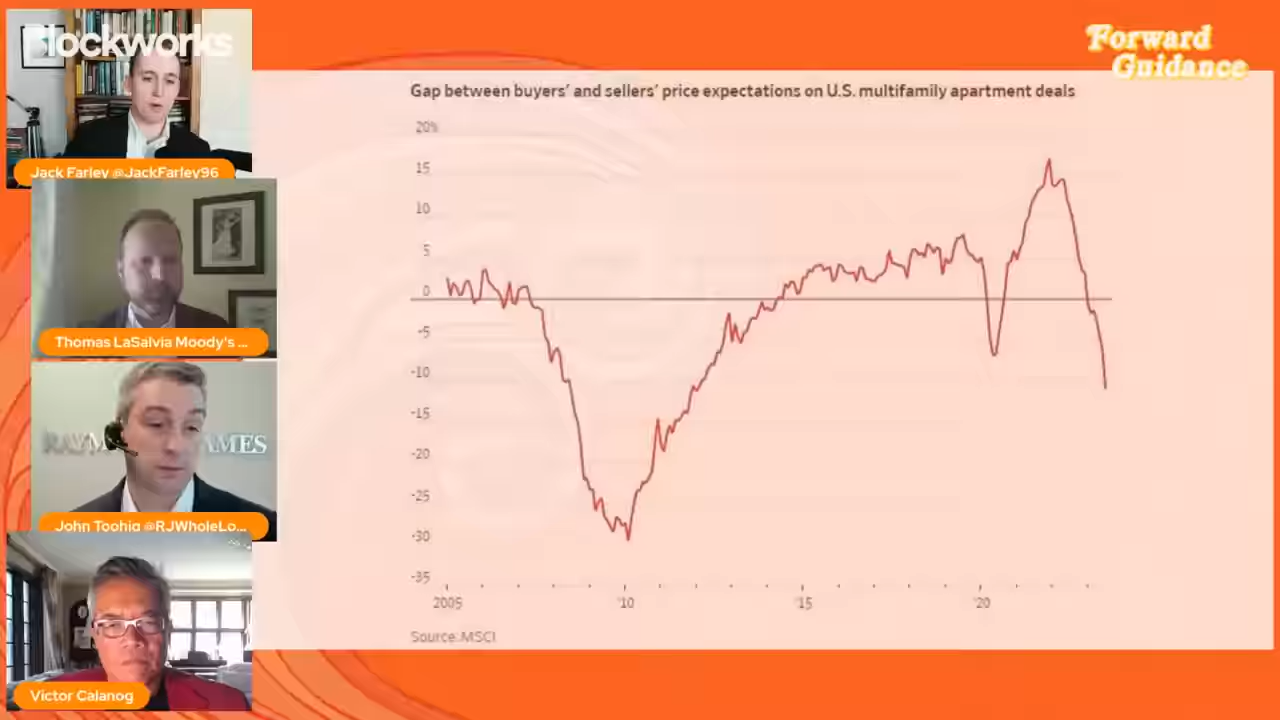 Blockworks
Forward
Guidance
Jack Farley @JackFarley96
Thomas LaSalvia Moody's ...
RAYM AMES
John Toohig @RJWholeLo...
Victor Calanog
Gap between buyers' and sellers' price expectations on U.S. multifamily apartment deals
20%
15
10
5
0
-5
-10
-15
-20
-25
-30
-35
2005 '10 '15 '20
Source: MSCI